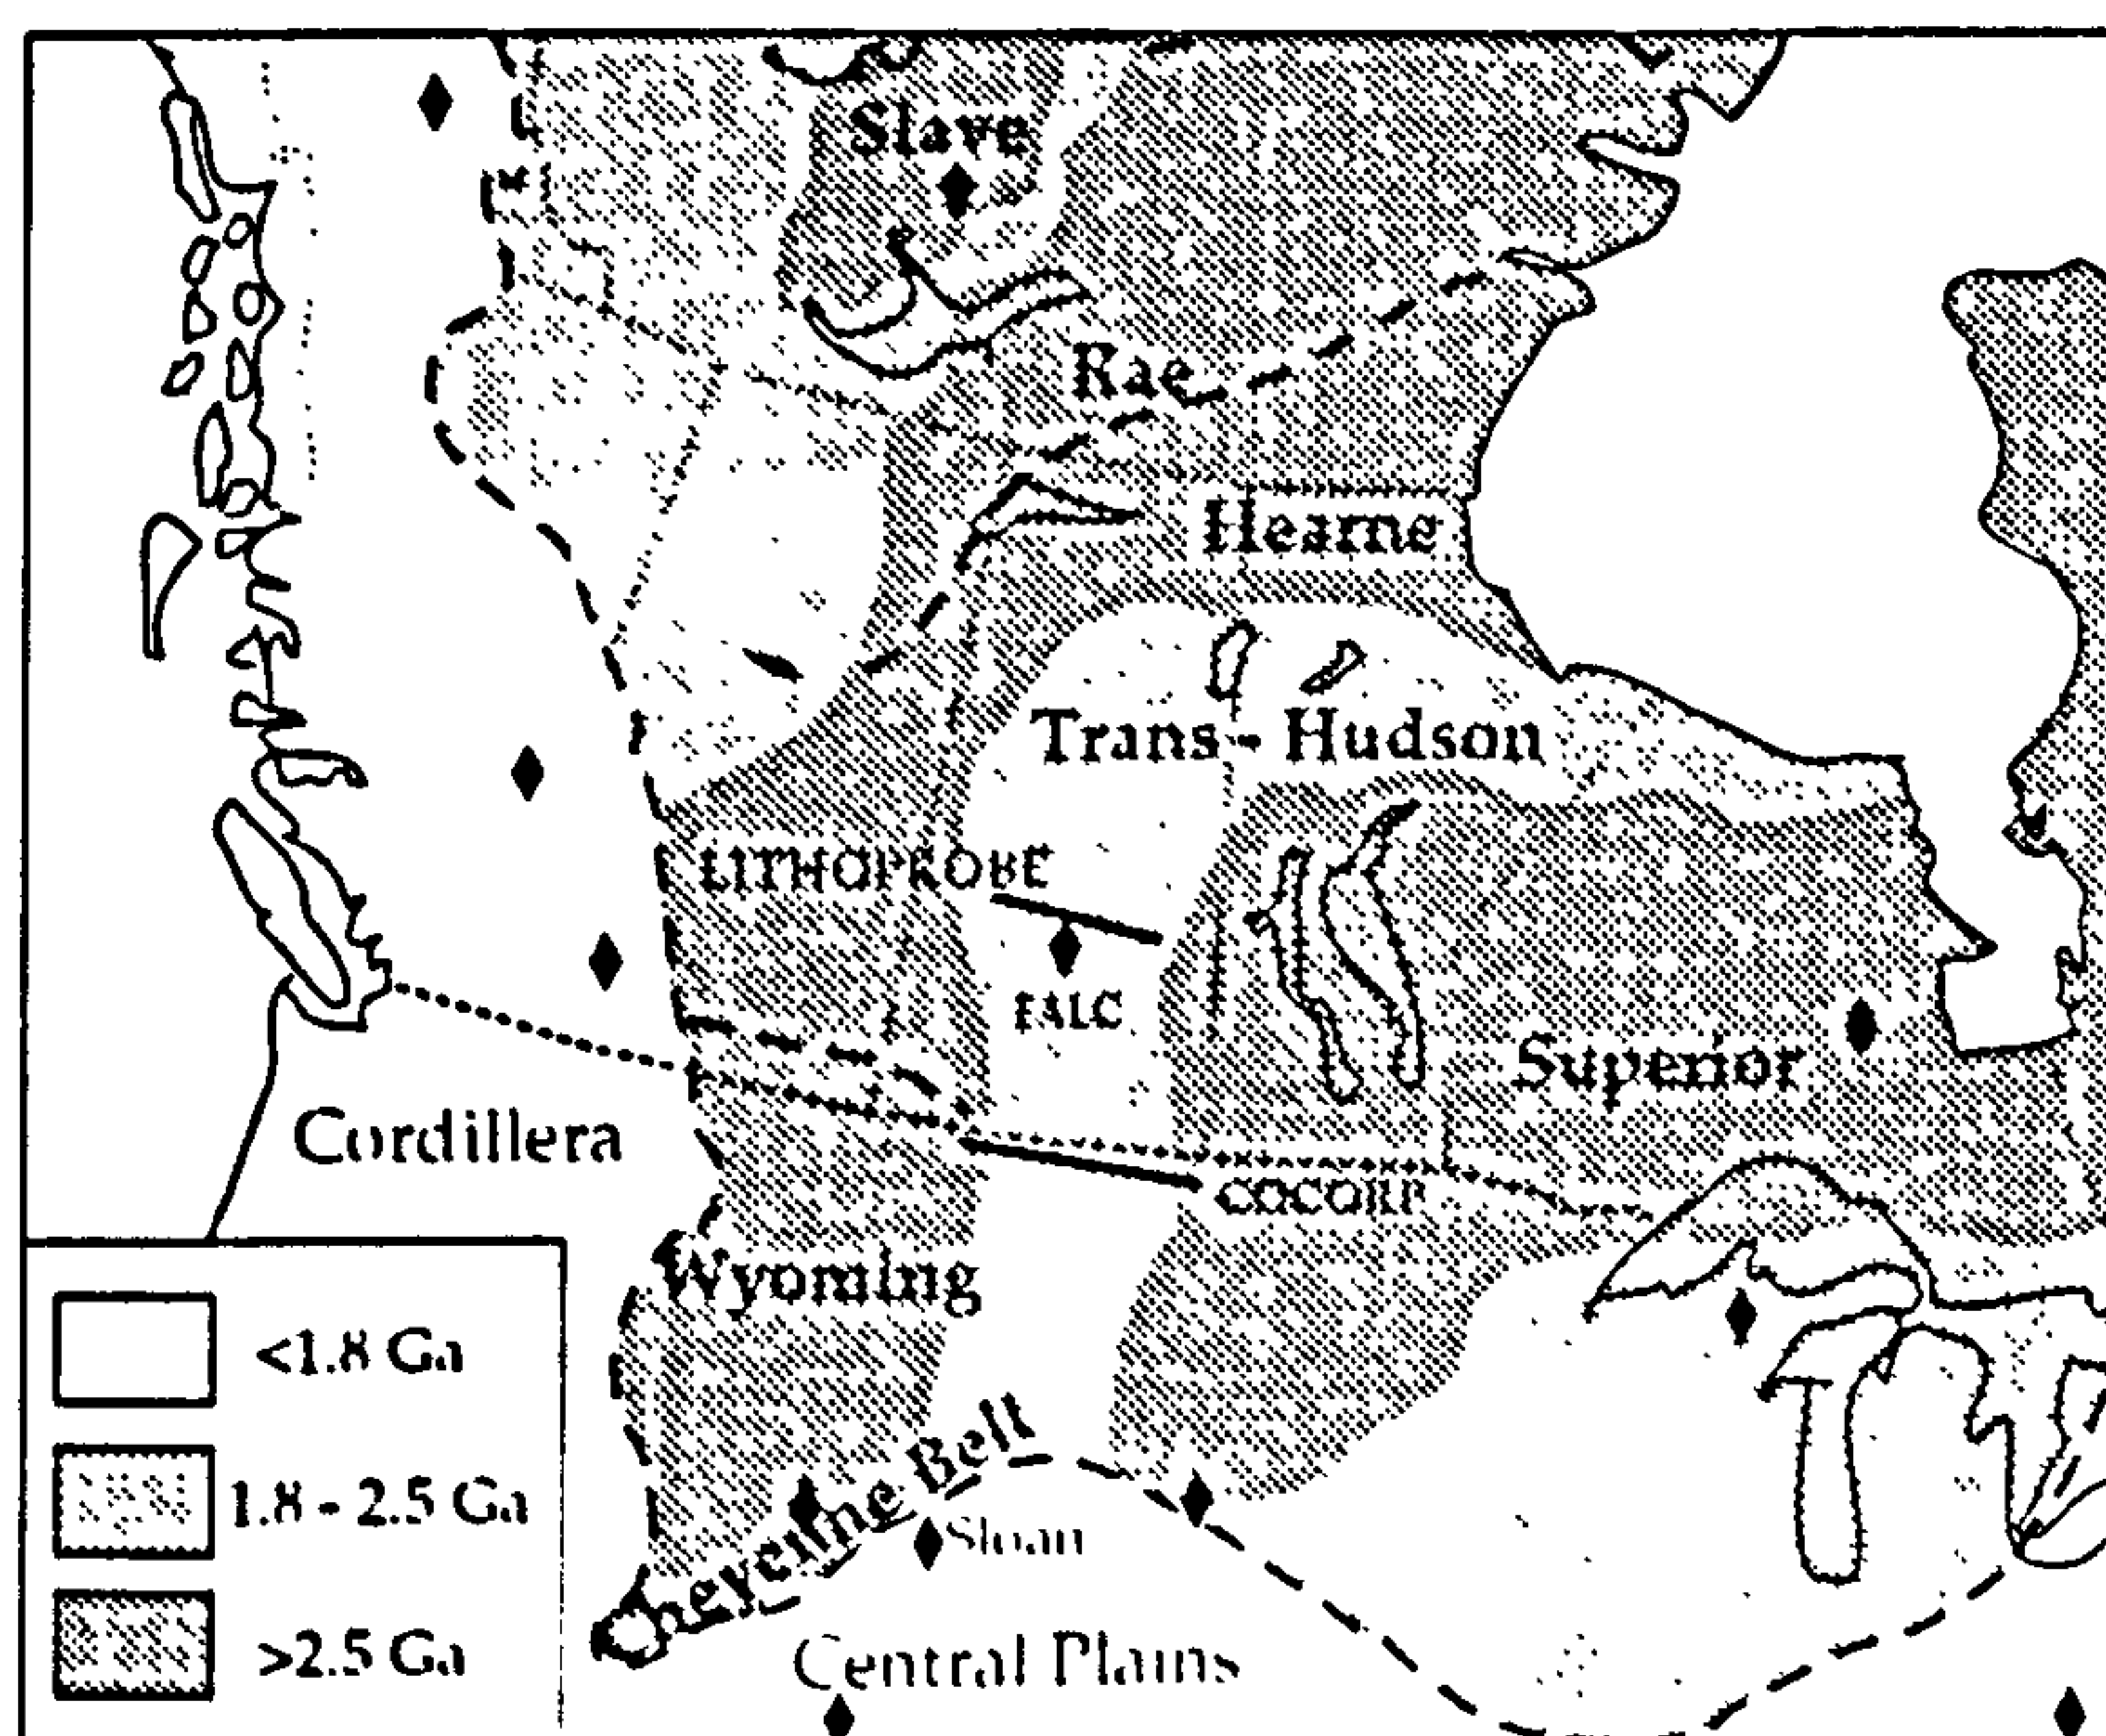 Slave
Rae
Hearne
Trans - Hudson
LITHOPROBE
FALC
Superior
Cordillera
COCORP
Wyoming
<1.8 Ga
1.8 - 2.5 Ga
>2.5 Ga
Cheyenne Belt
Sloan
Central Plains